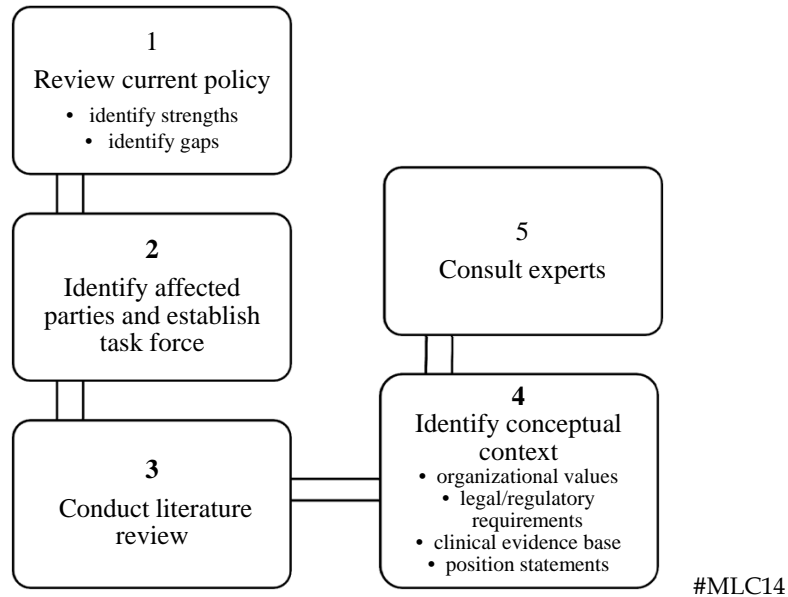 1
Review current policy
• identify strengths
• identify gaps
2
Identify affected
parties and establish
task force
3
Conduct literature
review
4
Identify conceptual
context
• organizational values
• legal/regulatory
requirements
• clinical evidence base
• position statements
5
Consult experts
#MLC14